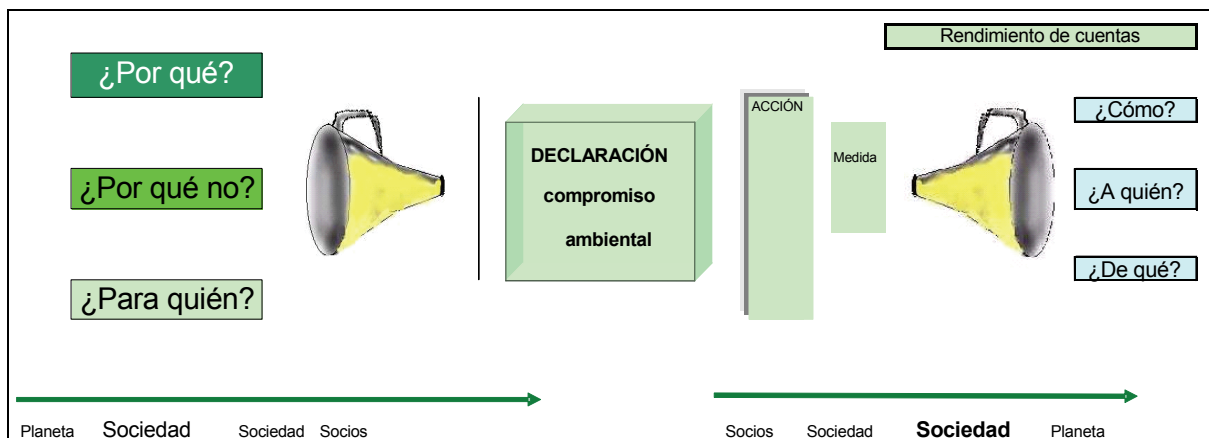 Rendimiento de cuentas
¿Por qué?
¿Por qué no?
¿Para quién?
DECLARACIÓN
compromiso
ambiental
ACCIÓN
Medida
¿Cómo?
¿A quién?
¿De qué?
Planeta Sociedad Sociedad Socios
Socios Sociedad Sociedad Planeta